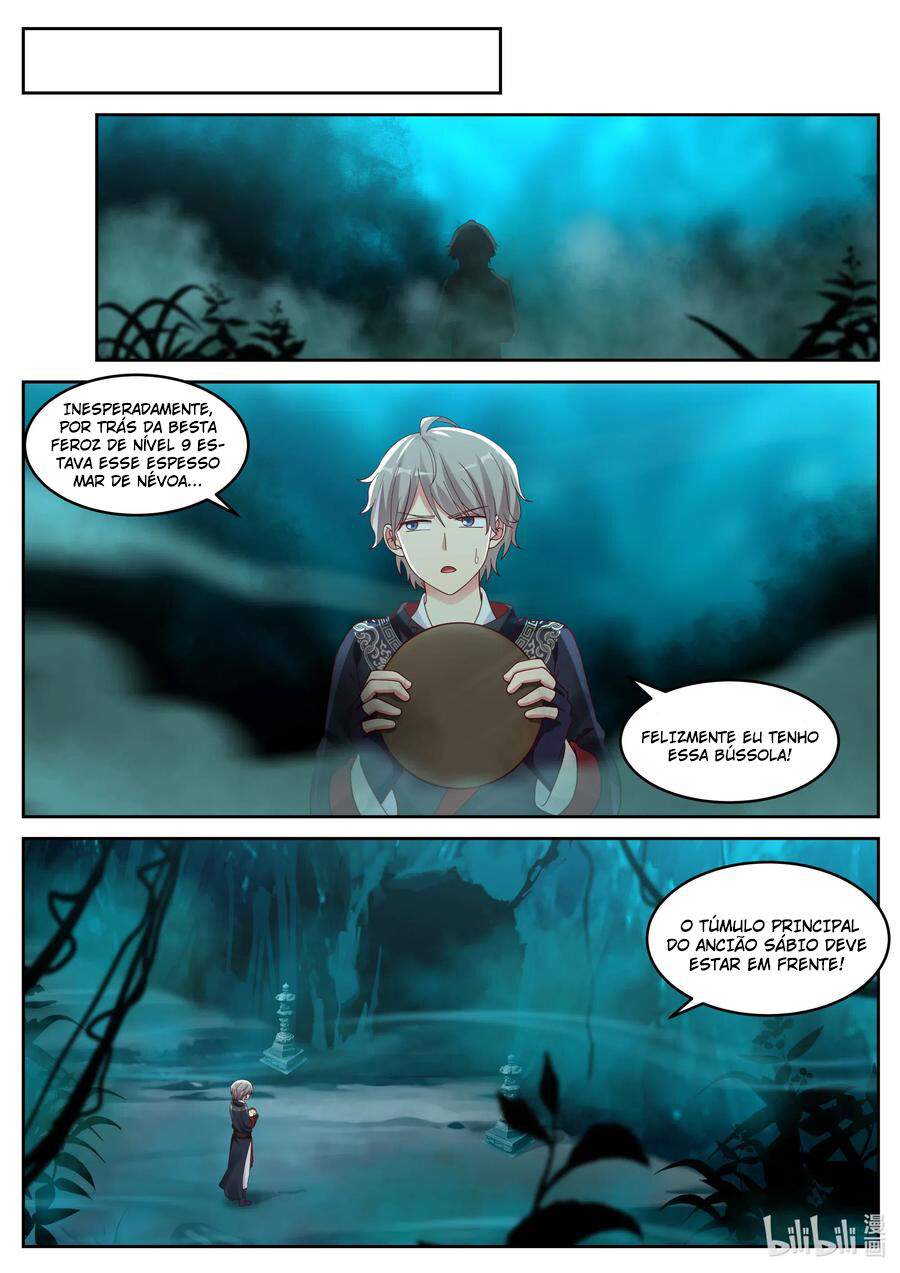 INESPERADAMENTE,
POR TRÁS DA BESTA
FEROZ DE NÍVEL 9 ES-
TAVA ESSE ESPESSO
MAR DE NÉVOA...
FELIZMENTE EU TENHO
ESSA BÚSSOLA!
O TÚMULO PRINCIPAL
DO ANCIÃO SÁBIO DEVE
ESTAR EM FRENTE!
bilibili 漫画